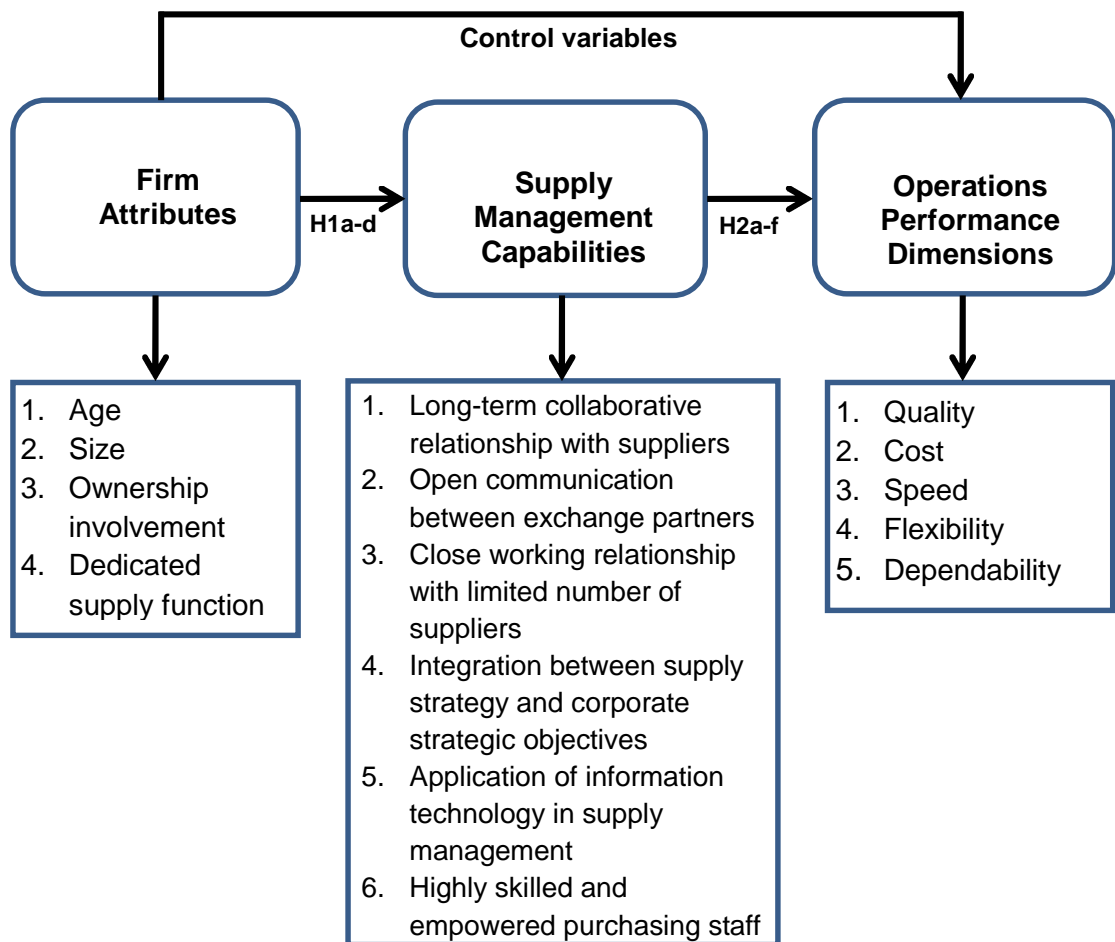 Control variables
Firm
Attributes
H1a-d
Supply
Management
Capabilities
H2a-f
Operations
Performance
Dimensions
1. Age
2. Size
3. Ownership
involvement
4. Dedicated
supply function
1. Long-term collaborative
relationship with suppliers
2. Open communication
between exchange partners
3. Close working relationship
with limited number of
suppliers
4. Integration between supply
strategy and corporate
strategic objectives
5. Application of information
technology in supply
management
6. Highly skilled and
empowered purchasing staff
1. Quality
2. Cost
3. Speed
4. Flexibility
5. Dependability